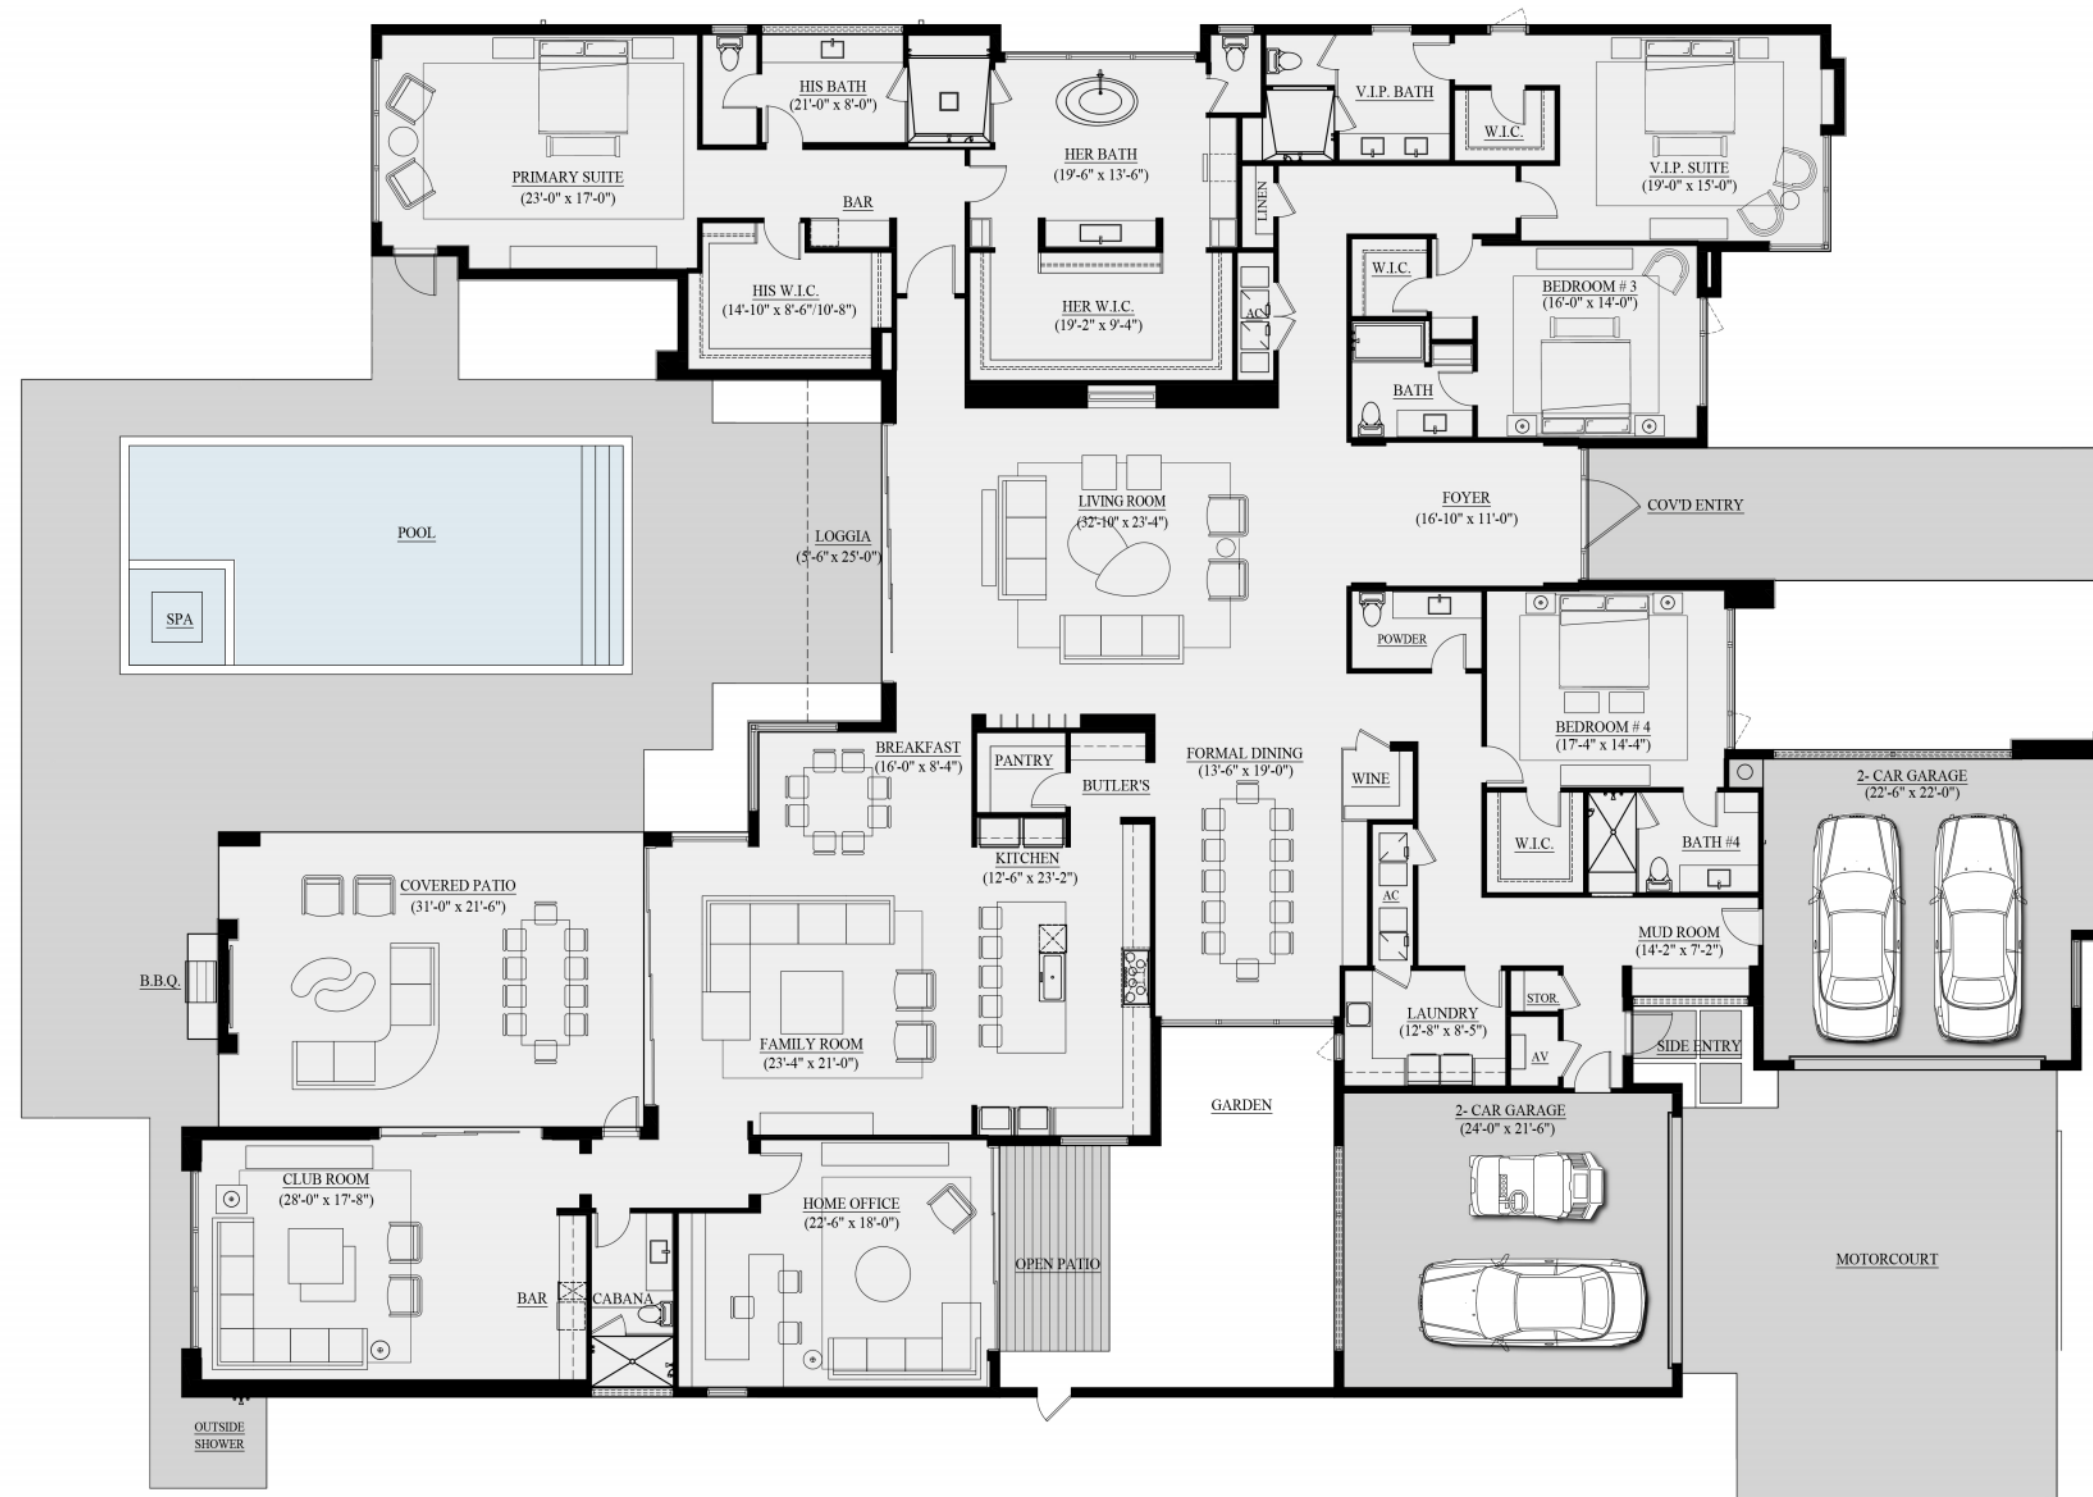 PRIMARY SUITE
(23'-0" x 17'-0")
HIS BATH
(21'-0" x 8'-0")
BAR
HIS W.I.C.
(14'-10" x 8'-6"/10'-8")
HER BATH
(19'-6" x 13'-6")
HER W.I.C.
(19'-2" x 9'-4")
V.I.P. BATH
W.I.C.
V.I.P. SUITE
(19'-0" x 15'-0")
LINEN
AC
W.I.C.
BEDROOM # 3
(16'-0" x 14'-0")
BATH
POOL
SPA
LOGGIA
(5'-6" x 25'-0")
LIVING ROOM
(32'-10" x 23'-4")
FOYER
(16'-10" x 11'-0")
COV'D ENTRY
POWDER
BEDROOM # 4
(17'-4" x 14'-4")
BREAKFAST
(16'-0" x 8'-4")
PANTRY
BUTLER'S
FORMAL DINING
(13'-6" x 19'-0")
WINE
2- CAR GARAGE
(22'-6" x 22'-0")
KITCHEN
(12'-6" x 23'-2")
W.I.C.
BATH #4
AC
COVERED PATIO
(31'-0" x 21'-6")
MUD ROOM
(14'-2" x 7'-2")
B.B.Q.
FAMILY ROOM
(23'-4" x 21'-0")
LAUNDRY
(12'-8" x 8'-5")
STOR.
AV
SIDE ENTRY
GARDEN
2- CAR GARAGE
(24'-0" x 21'-6")
CLUB ROOM
(28'-0" x 17'-8")
HOME OFFICE
(22'-6" x 18'-0")
OPEN PATIO
MOTORCOURT
BAR
CABANA
OUTSIDE
SHOWER